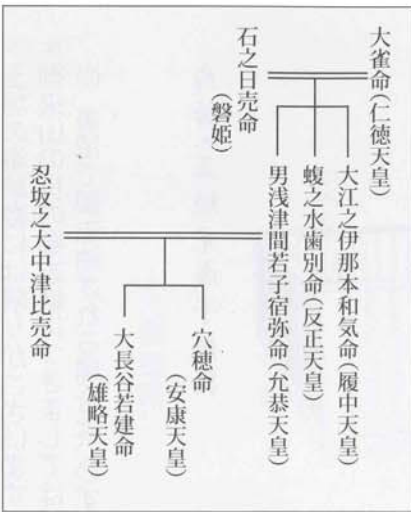 大雀命(仁徳天皇)
石之日売命
(磐姫)
大江之伊那本和気命(履中天皇)
蝮之水歯別命(反正天皇)
男浅津間若子宿弥命(允恭天皇)
忍坂之大中津比売命
穴穂命
(安康天皇)
大長谷若建命
(雄略天皇)